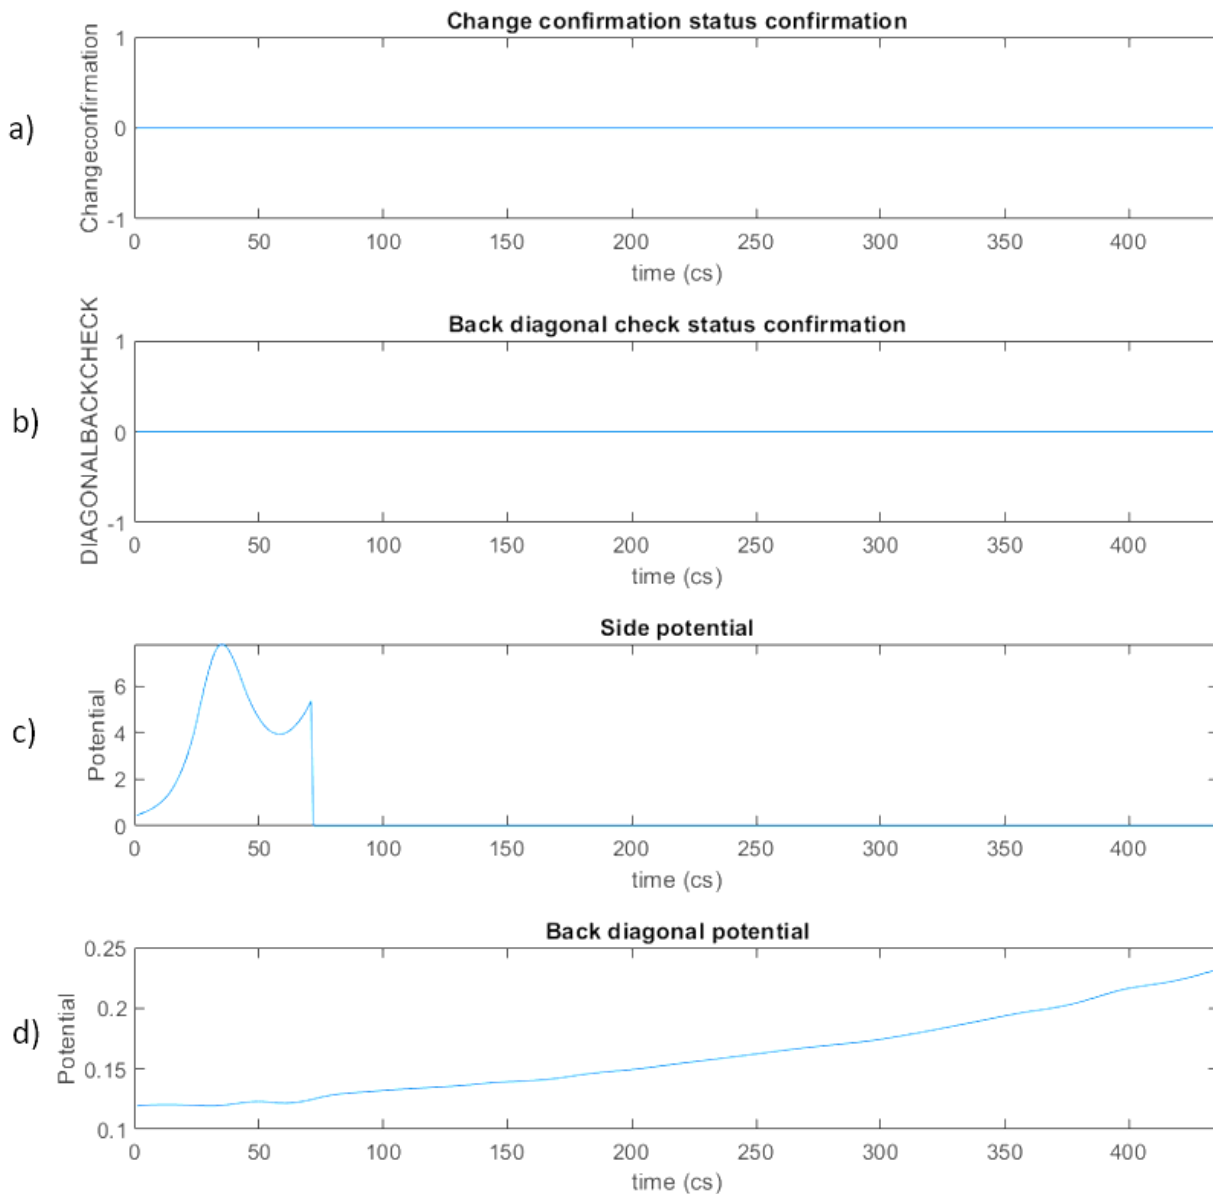 Change confirmation status confirmation
a)
Changeconfirmation
1
0
-1
0 50 100 150 200 250 300 350 400
time (cs)
Back diagonal check status confirmation
b)
DIAGONALBACKCHECK
1
0
-1
0 50 100 150 200 250 300 350 400
time (cs)
Side potential
c)
Potential
6
4
2
0
0 50 100 150 200 250 300 350 400
time (cs)
Back diagonal potential
d)
Potential
0.25
0.2
0.15
0.1
0 50 100 150 200 250 300 350 400
time (cs)